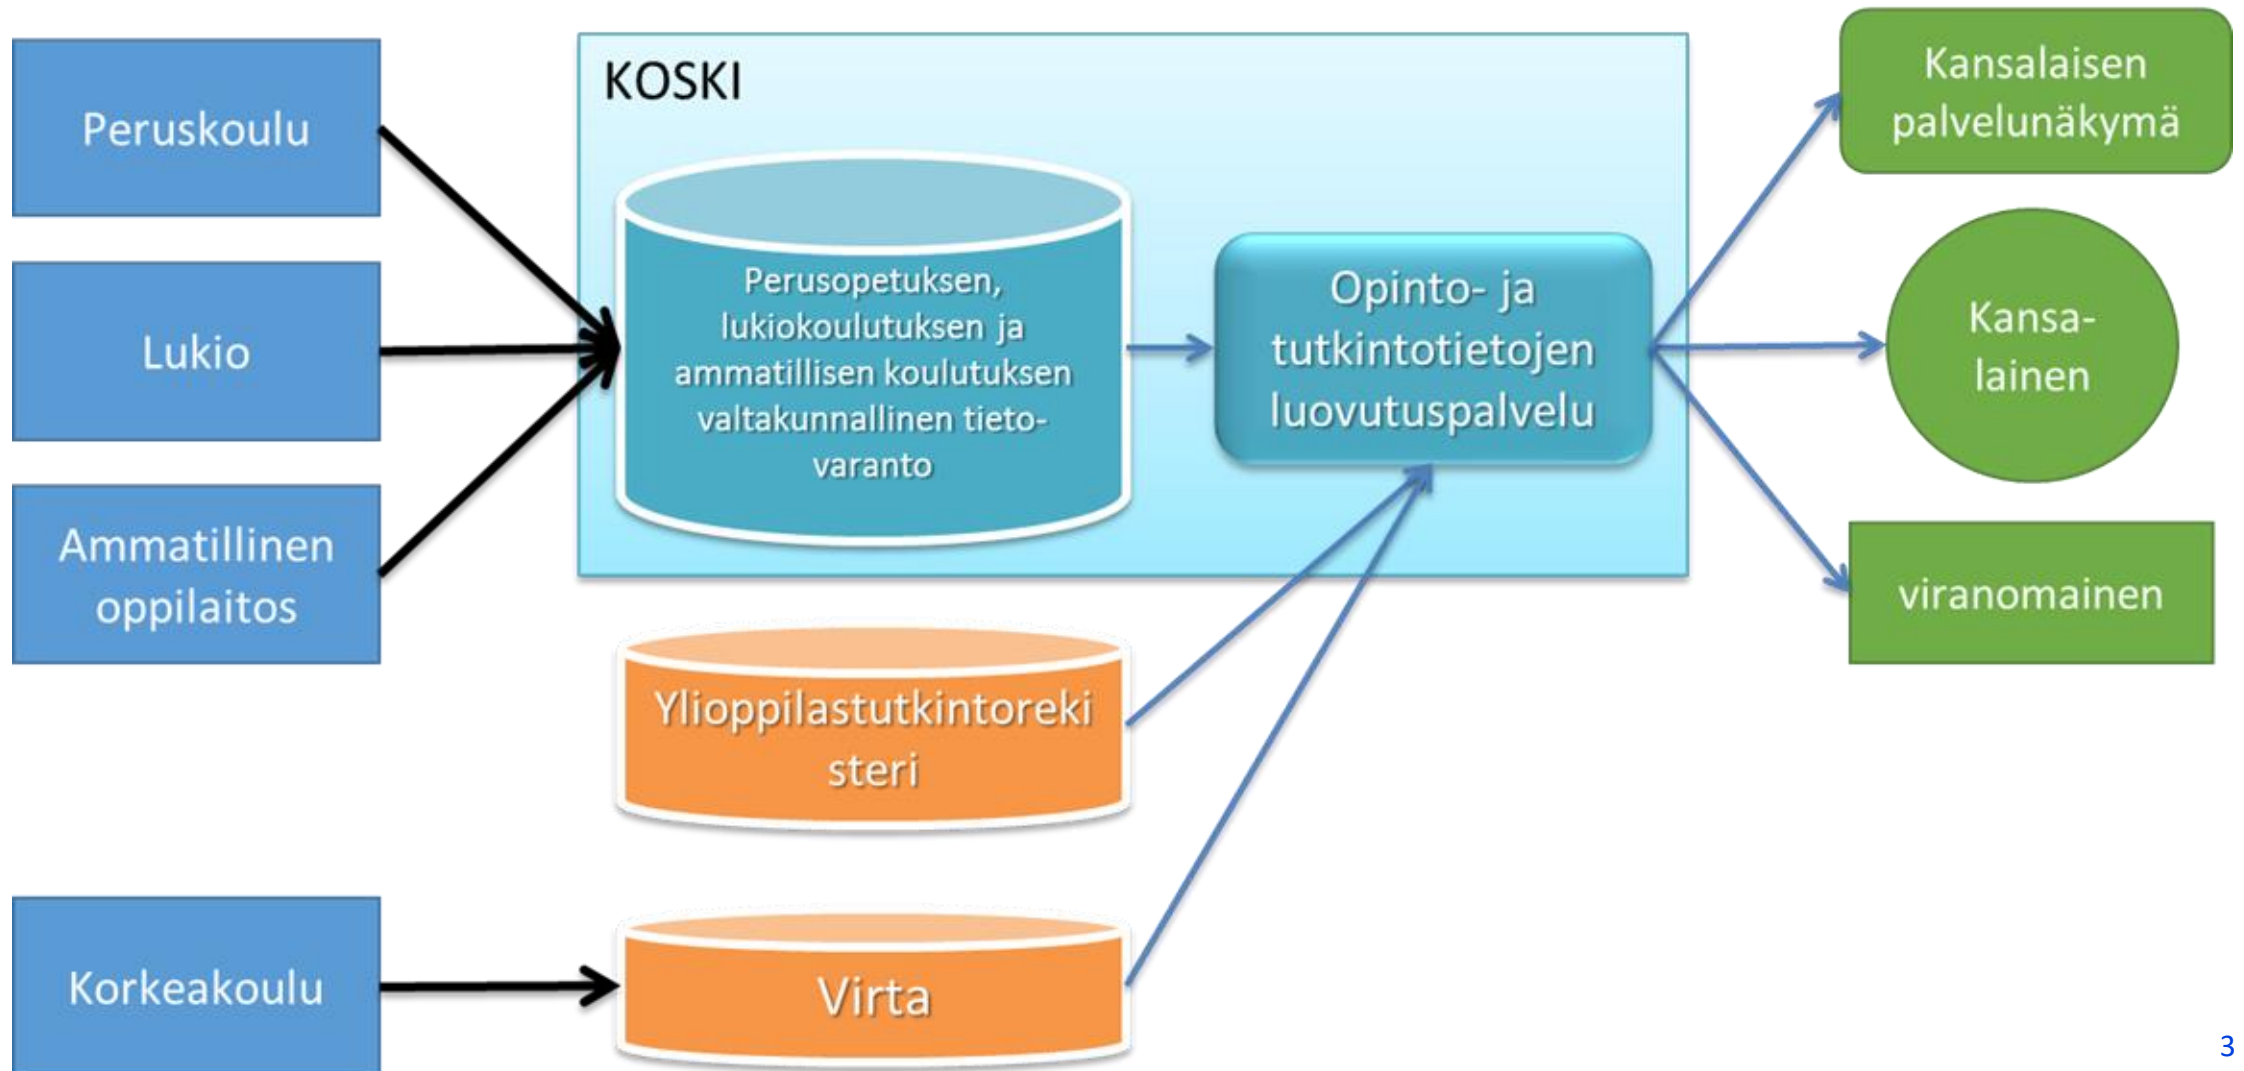 Peruskoulu
Lukio
Ammatillinen
oppilaitos
Korkeakoulu
KOSKI
Perusopetuksen,
lukiokoulutuksen ja
ammatillisen koulutuksen
valtakunnallinen tieto-
varanto
Opinto- ja
tutkintotietojen
luovutuspalvelu
Ylioppilastutkintoreki
steri
Virta
Kansalaisen
palvelunäkymä
Kansa-
lainen
viranomainen
3